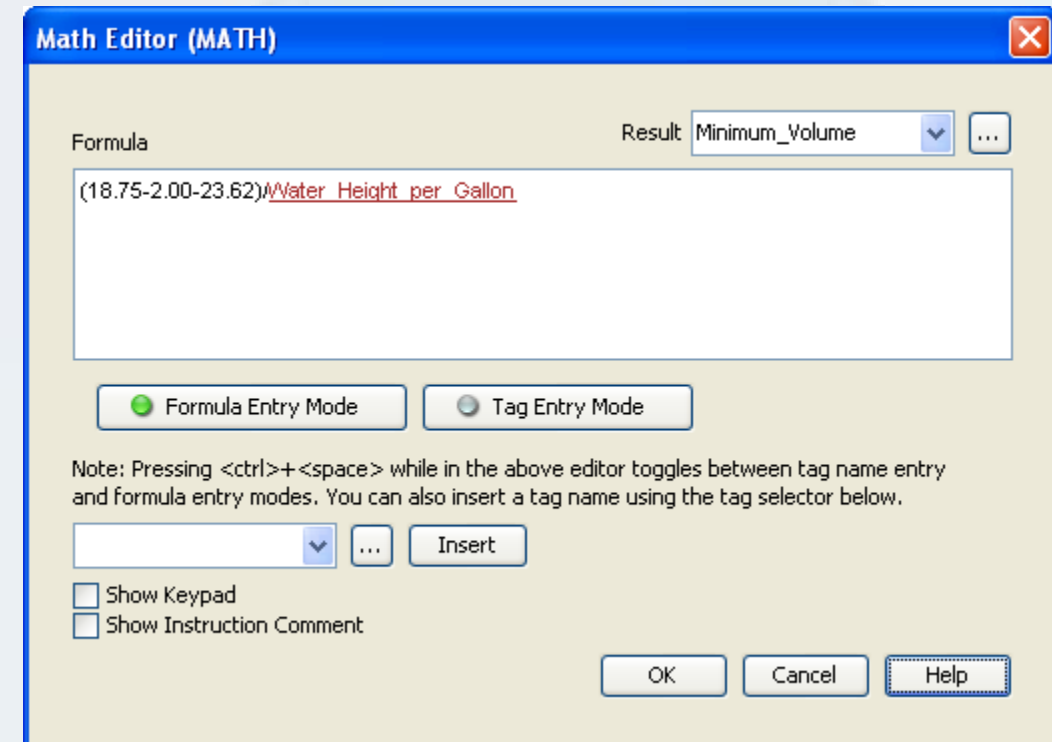 Math Editor (MATH)
Formula
Result Minimum_Volume ...
(18.75-2.00-23.62)/Water_Height_per_Gallon
Formula Entry Mode Tag Entry Mode
Note: Pressing <ctrl>+<space> while in the above editor toggles between tag name entry
and formula entry modes. You can also insert a tag name using the tag selector below.
... Insert
Show Keypad
Show Instruction Comment
OK Cancel Help